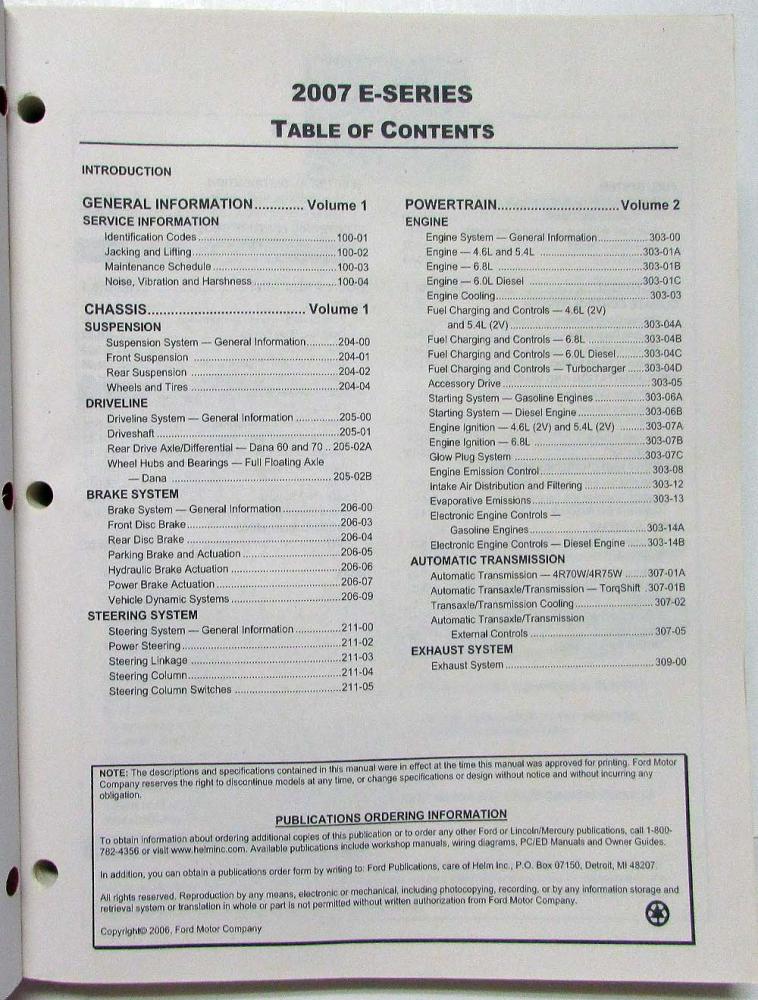 2007 E-SERIES
TABLE OF CONTENTS
INTRODUCTION
GENERAL INFORMATION............ Volume 1
SERVICE INFORMATION
Identification Codes............100-01
Jacking and Lifting............100-02
Maintenance Schedule............100-03
Noise, Vibration and Harshness............100-04
CHASSIS............ Volume 1
SUSPENSION
Suspension System — General Information............204-00
Front Suspension............204-01
Rear Suspension............204-02
Wheels and Tires............204-04
DRIVELINE
Driveline System — General Information............205-00
Driveshaft............205-01
Rear Drive Axle/Differential — Dana 60 and 70 .. 205-02A
Wheel Hubs and Bearings — Full Floating Axle
— Dana............205-02B
BRAKE SYSTEM
Brake System — General Information............206-00
Front Disc Brake............206-03
Rear Disc Brake............206-04
Parking Brake and Actuation............206-05
Hydraulic Brake Actuation............206-06
Power Brake Actuation............206-07
Vehicle Dynamic Systems............206-09
STEERING SYSTEM
Steering System — General Information............211-00
Power Steering............211-02
Steering Linkage............211-03
Steering Column............211-04
Steering Column Switches............211-05
POWERTRAIN............Volume 2
ENGINE
Engine System — General Information............303-00
Engine — 4.6L and 5.4L............303-01A
Engine — 6.8L............303-01B
Engine — 6.0L Diesel............303-01C
Engine Cooling............303-03
Fuel Charging and Controls — 4.6L (2V)
and 5.4L (2V)............303-04A
Fuel Charging and Controls — 6.8L............303-04B
Fuel Charging and Controls — 6.0L Diesel............303-04C
Fuel Charging and Controls — Turbocharger............303-04D
Accessory Drive............303-05
Starting System — Gasoline Engines............303-06A
Starting System — Diesel Engine............303-06B
Engine Ignition — 4.6L (2V) and 5.4L (2V)............303-07A
Engine Ignition — 6.8L............303-07B
Glow Plug System............303-07C
Engine Emission Control............303-08
Intake Air Distribution and Filtering............303-12
Evaporative Emissions............303-13
Electronic Engine Controls —
Gasoline Engines............303-14A
Electronic Engine Controls — Diesel Engine............303-14B
AUTOMATIC TRANSMISSION
Automatic Transmission — 4R70W/4R75W............307-01A
Automatic Transaxle/Transmission — TorqShift .307-01B
Transaxle/Transmission Cooling............307-02
Automatic Transaxle/Transmission
External Controls............307-05
EXHAUST SYSTEM
Exhaust System............309-00
NOTE: The descriptions and specifications contained in this manual were in effect at the time this manual was approved for printing. Ford Motor
Company reserves the right to discontinue models at any time, or change specifications or design without notice and without incurring any
obligation.
PUBLICATIONS ORDERING INFORMATION
To obtain information about ordering additional copies of this publication or to order any other Ford or Lincoln/Mercury publications, call 1-800-
782-4356 or visit www.helminc.com. Available publications include workshop manuals, wiring diagrams, PC/ED Manuals and Owner Guides.
In addition, you can obtain a publications order form by writing to: Ford Publications, care of Helm Inc., P.O. Box 07150, Detroit, MI 48207.
All rights reserved. Reproduction by any means, electronic or mechanical, including photocopying, recording, or by any information storage and
retrieval system or translation in whole or part is not permitted without written authorization from Ford Motor Company.
Copyright© 2006, Ford Motor Company